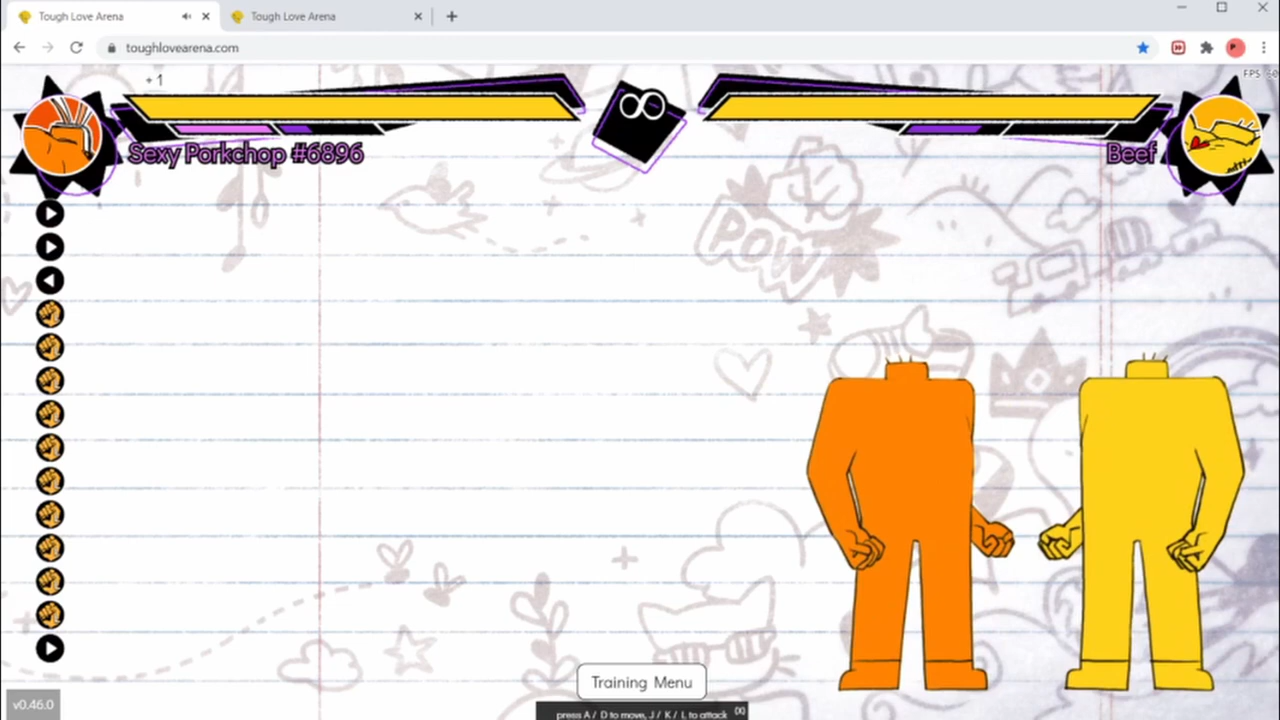 Tough Love Arena
Tough Love Arena
toughlovearena.com
+ 1
FPS 60
Sexy Porkchop #6896
Beef
POW
Training Menu
v0.46.0
press A / D to move, J / K / L to attack (X)